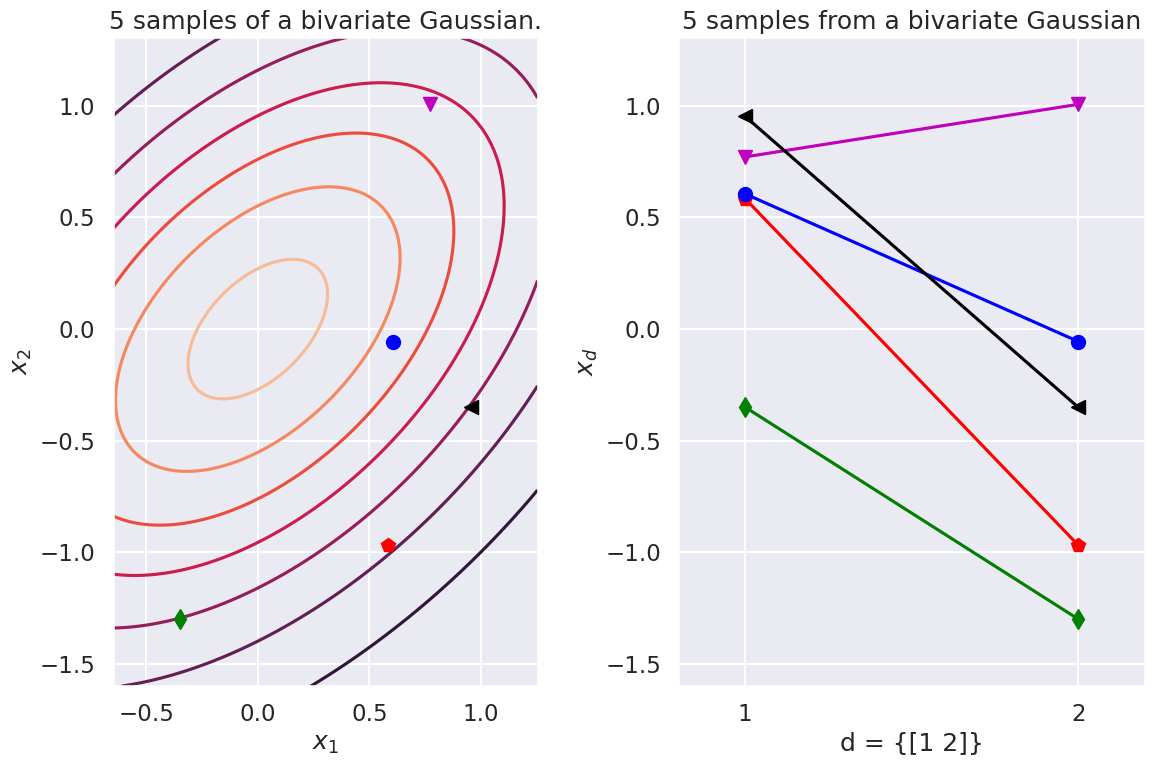 5 samples of a bivariate Gaussian.
1.0
0.5
0.0
−0.5
−1.0
−1.5
x₂
−0.5 0.0 0.5 1.0
x₁
5 samples from a bivariate Gaussian
1.0
0.5
0.0
−0.5
−1.0
−1.5
x_d
1 2
d = {[1 2]}